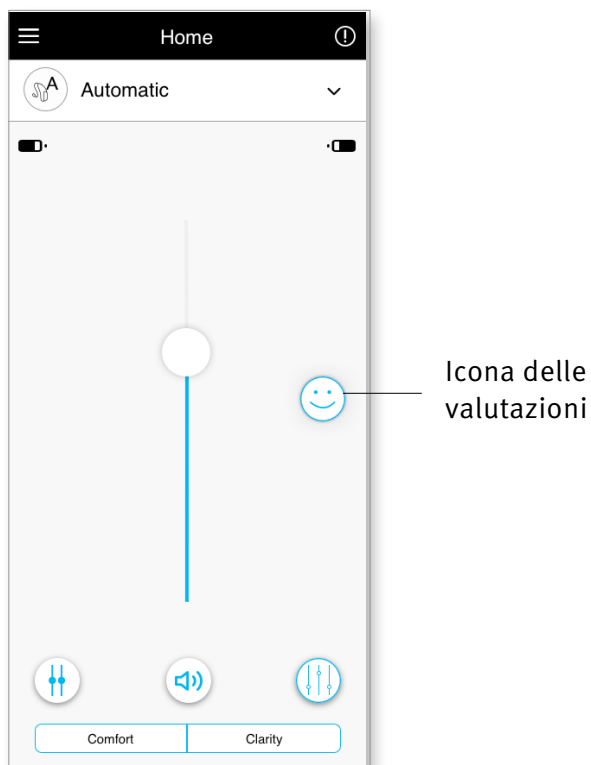 Home
A
Automatic
Icona delle
valutazioni
Comfort
Clarity